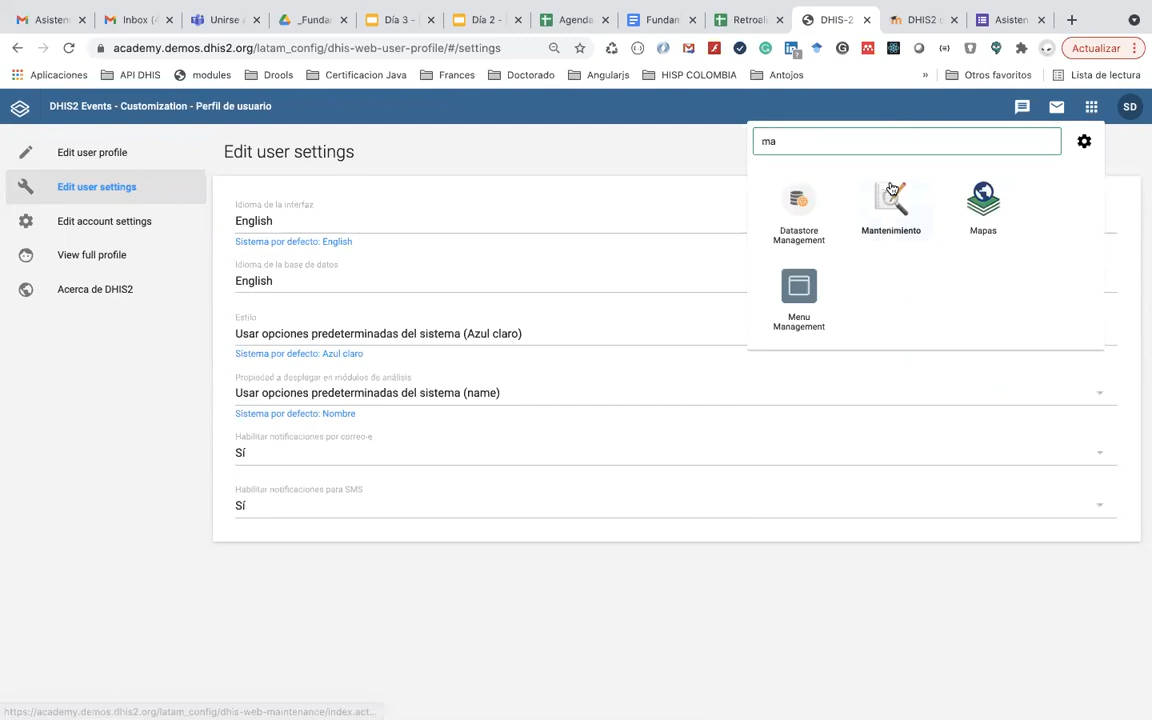 Asisten
Inbox (4
Unirse a
_Funda
Día 3 -
Día 2 -
Agenda
Fundam
Retroali
DHIS-2
DHIS2 d
Asisten
academy.demos.dhis2.org/latam_config/dhis-web-user-profile/#/settings
Actualizar
Aplicaciones
API DHIS
modules
Drools
Certificacion Java
Frances
Doctorado
Angularjs
HISP COLOMBIA
Antojos
»
Otros favoritos
Lista de lectura
DHIS2 Events - Customization - Perfil de usuario
SD
Edit user profile
Edit user settings
Edit account settings
View full profile
Acerca de DHIS2
Edit user settings
Idioma de la interfaz
English
Sistema por defecto: English
Idioma de la base de datos
English
Estilo
Usar opciones predeterminadas del sistema (Azul claro)
Sistema por defecto: Azul claro
Propiedad a desplegar en módulos de análisis
Usar opciones predeterminadas del sistema (name)
Sistema por defecto: Nombre
Habilitar notificaciones por correo-e
Sí
Habilitar notificaciones para SMS
Sí
ma
Datastore
Management
Mantenimiento
Mapas
Menu
Management
https://academy.demos.dhis2.org/latam_config/dhis-web-maintenance/index.act...